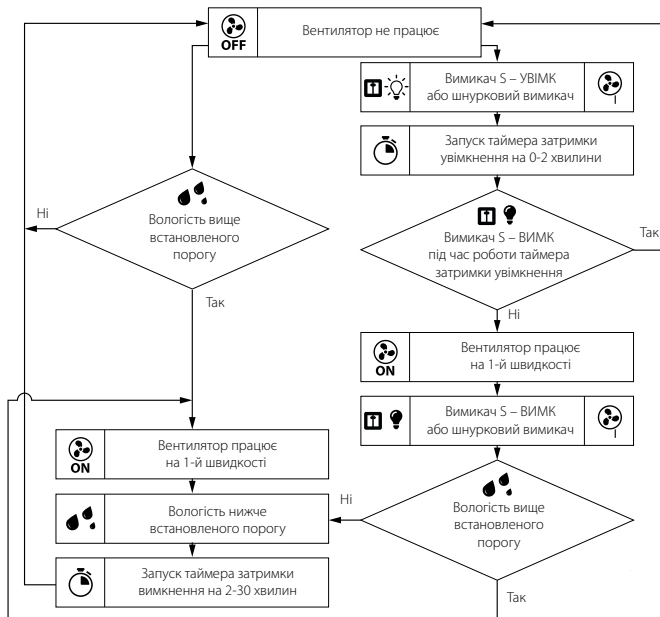 OFF
Вентилятор не працює
Вимикач S – УВІМК
або шнурковий вимикач
Запуск таймера затримки
увімкнення на 0-2 хвилини
Ні
Вологість вище
встановленого
порогу
Так
Вимикач S – ВИМК
під час роботи таймера
затримки увімкнення
Так
Ні
ON
Вентилятор працює
на 1-й швидкості
Вимикач S – ВИМК
або шнурковий вимикач
ON
Вентилятор працює
на 1-й швидкості
Вологість нижче
встановленого порогу
Ні
Вологість вище
встановленого
порогу
Запуск таймера затримки
вимкнення на 2-30 хвилин
Так